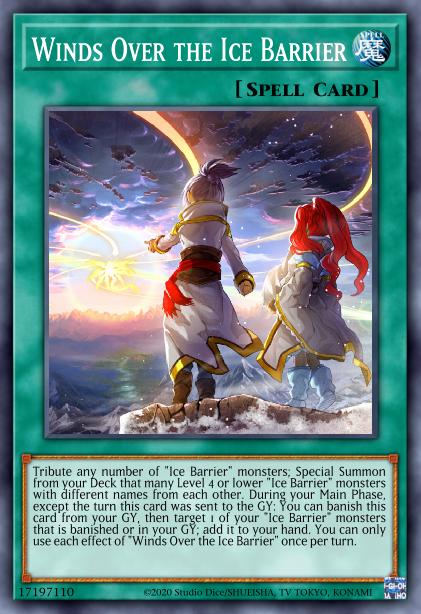 WINDS OVER THE ICE BARRIER
SPELL
魔
[SPELL CARD]
Tribute any number of "Ice Barrier" monsters; Special Summon
from your Deck that many Level 4 or lower "Ice Barrier" monsters
with different names from each other. During your Main Phase,
except the turn this card was sent to the GY: You can banish this
card from your GY, then target 1 of your "Ice Barrier" monsters
that is banished or in your GY; add it to your hand. You can only
use each effect of "Winds Over the Ice Barrier" once per turn.
17197110
©2020 Studio Dice/SHUEISHA, TV TOKYO, KONAMI